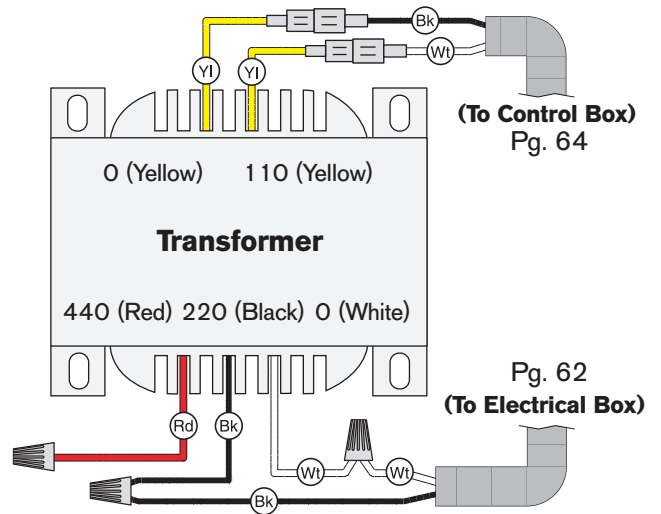 Bk
Wt
Yl
Yl
(To Control Box)
Pg. 64
0 (Yellow) 110 (Yellow)
Transformer
440 (Red) 220 (Black) 0 (White)
Pg. 62
(To Electrical Box)
Rd
Bk
Wt
Wt
Bk